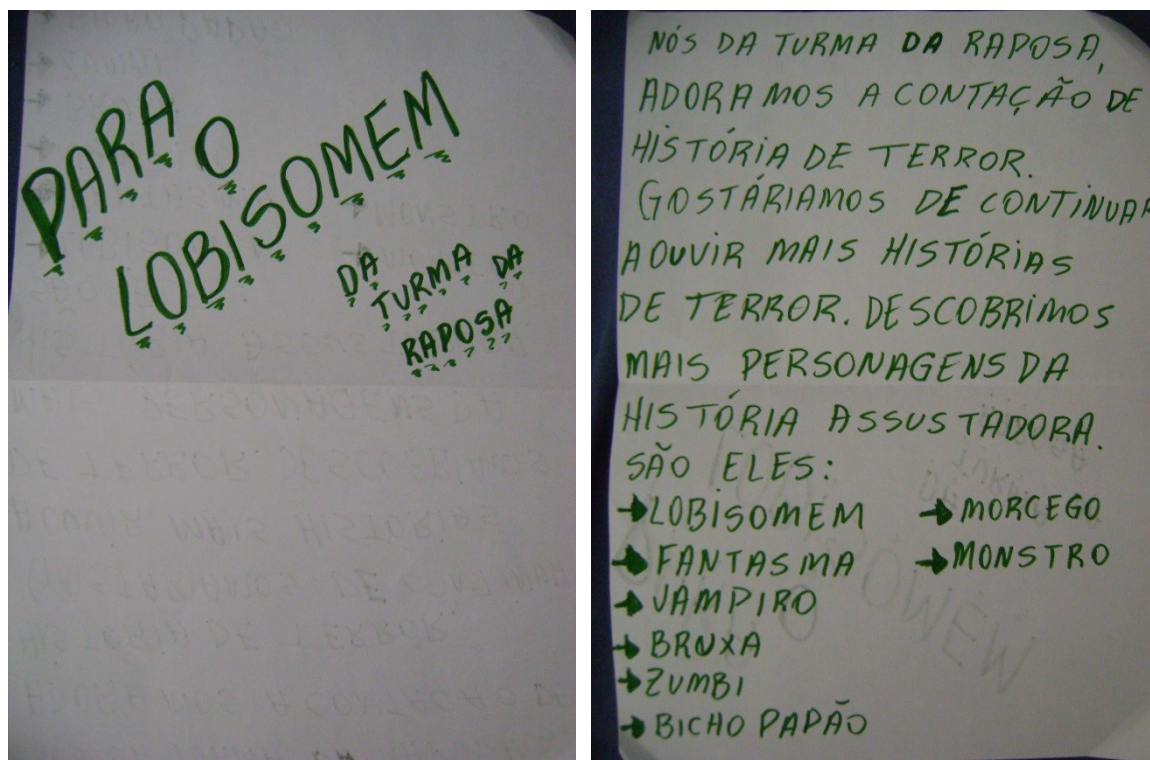 PARA O
LOBISOMEM
DA
TURMA DA
RAPOSA
NÓS DA TURMA DA RAPOSA,
ADORAMOS A CONTAÇÃO DE
HISTÓRIA DE TERROR.
GOSTÁRIAMOS DE CONTINUAR
A OUVIR MAIS HISTÓRIAS
DE TERROR. DESCOBRIMOS
MAIS PERSONAGENS DA
HISTÓRIA ASSUSTADORA.
SÃO ELES:
→LOBISOMEM →MORCEGO
→FANTASMA →MONSTRO
→VAMPIRO
→BRUXA
→ZUMBI
→BICHO PAPÃO